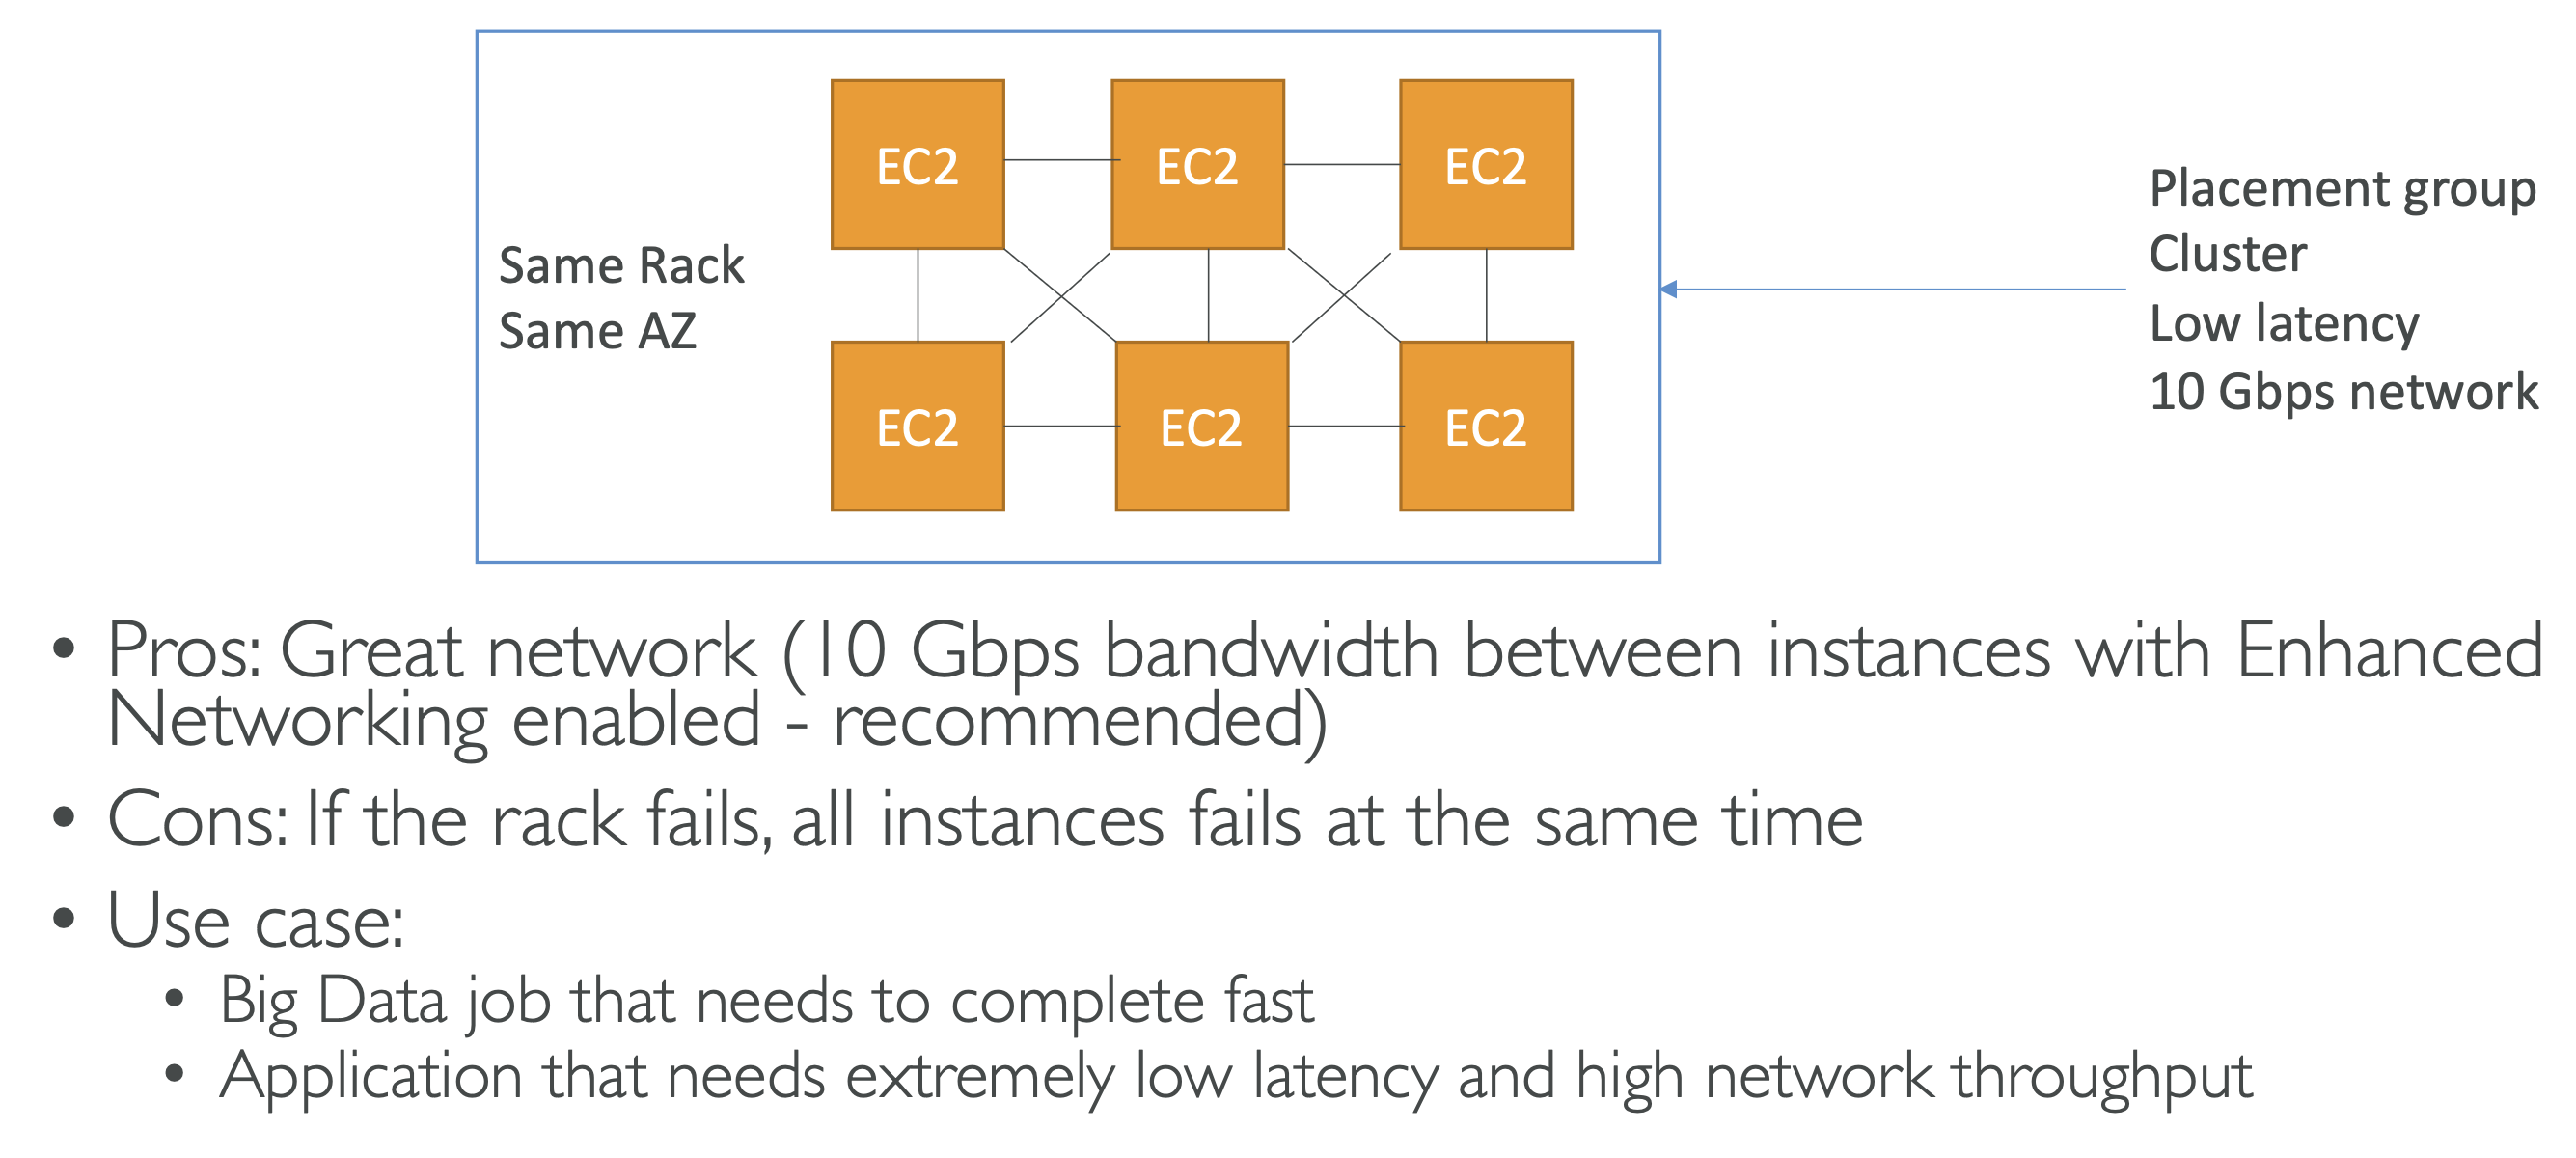 EC2 EC2 EC2
Same Rack
Same AZ
EC2 EC2 EC2
Placement group
Cluster
Low latency
10 Gbps network
• Pros: Great network (10 Gbps bandwidth between instances with Enhanced
Networking enabled - recommended)
• Cons: If the rack fails, all instances fails at the same time
• Use case:
• Big Data job that needs to complete fast
• Application that needs extremely low latency and high network throughput